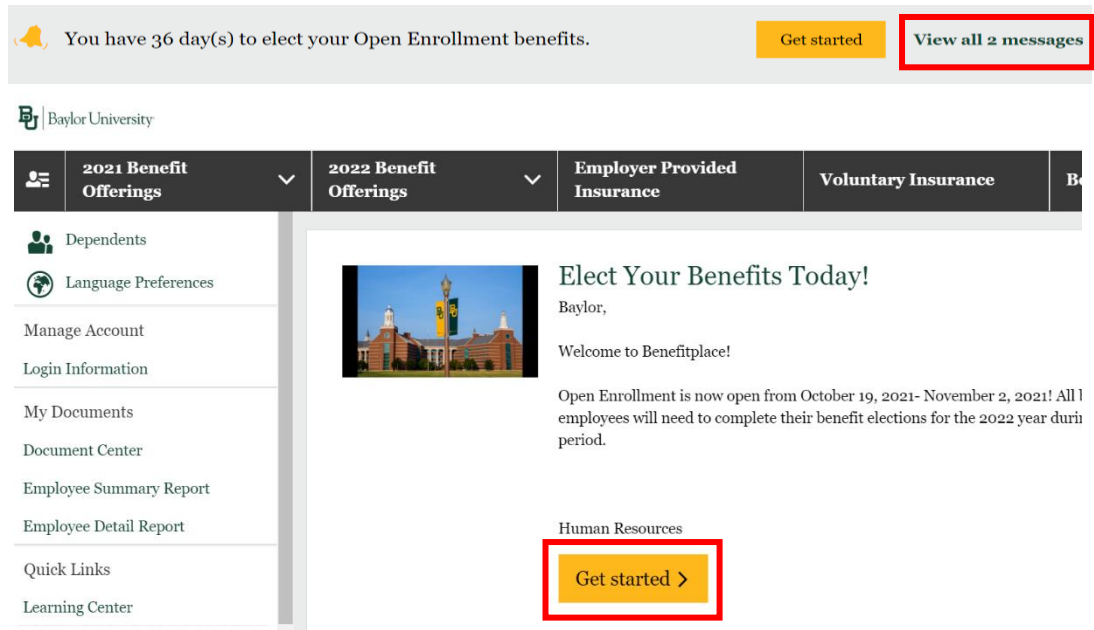 You have 36 day(s) to elect your Open Enrollment benefits.
Get started
View all 2 messages
BU Baylor University
2021 Benefit
Offerings
2022 Benefit
Offerings
Employer Provided
Insurance
Voluntary Insurance
Dependents
Language Preferences
Manage Account
Login Information
My Documents
Document Center
Employee Summary Report
Employee Detail Report
Quick Links
Learning Center
Elect Your Benefits Today!
Baylor,
Welcome to Benefitplace!
Open Enrollment is now open from October 19, 2021- November 2, 2021! All
employees will need to complete their benefit elections for the 2022 year
period.
Human Resources
Get started >